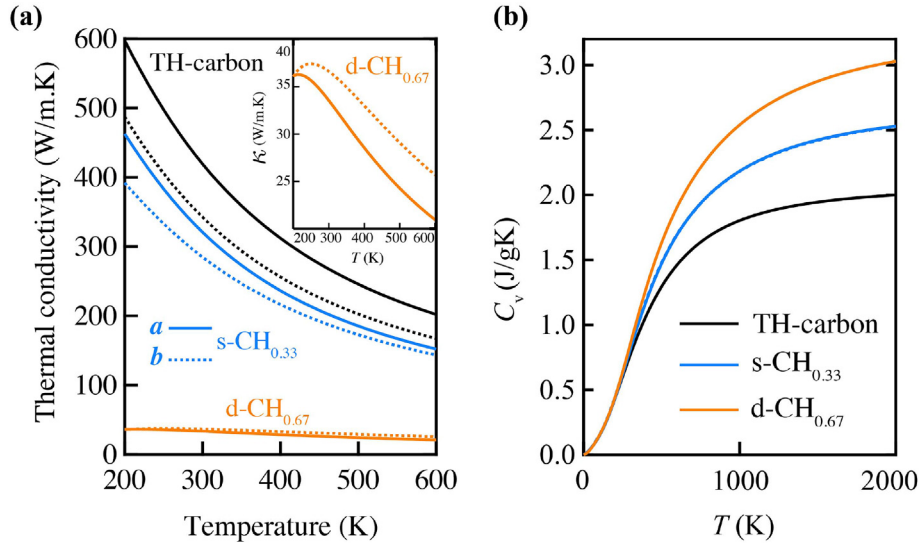 (a)
600
500
400
300
200
100
0
Thermal conductivity (W/m.K)
200 300 400 500 600
Temperature (K)
TH-carbon
a s-CH0.33
b
d-CH0.67
40
35
30
25
κ (W/m.K)
200 300 400 500 600
T (K)
d-CH0.67
(b)
3.0
2.5
2.0
1.5
1.0
0.5
0.0
Cv (J/gK)
0 1000 2000
T (K)
TH-carbon
s-CH0.33
d-CH0.67